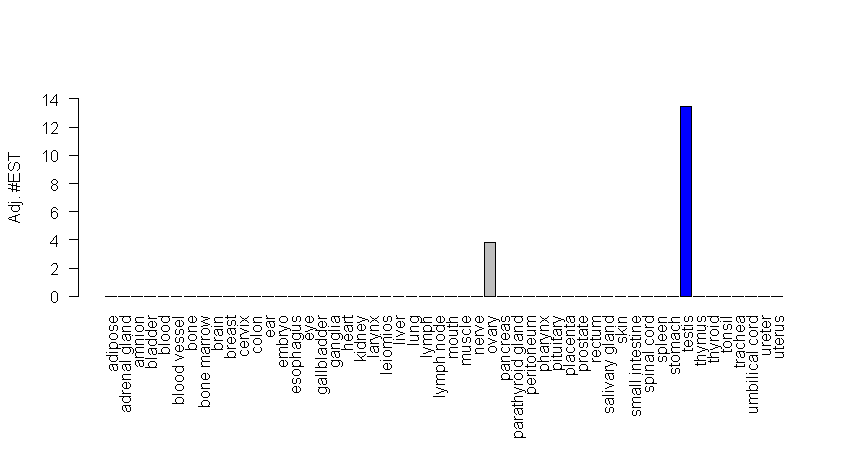 Adj. #EST
14
12
10
8
6
4
2
0
adipose
adrenal gland
amnion
bladder
blood
blood vessel
bone
bone marrow
brain
breast
cervix
colon
ear
embryo
esophagus
eye
gallbladder
ganglia
heart
kidney
larynx
leiomios
liver
lung
lymph
lymph node
mouth
muscle
nerve
ovary
pancreas
parathyroid gland
peritoneum
pharynx
pituitary
placenta
prostate
rectum
salivary gland
skin
small intestine
spinal cord
spleen
stomach
testis
thymus
thyroid
tonsil
trachea
umbilical cord
ureter
uterus